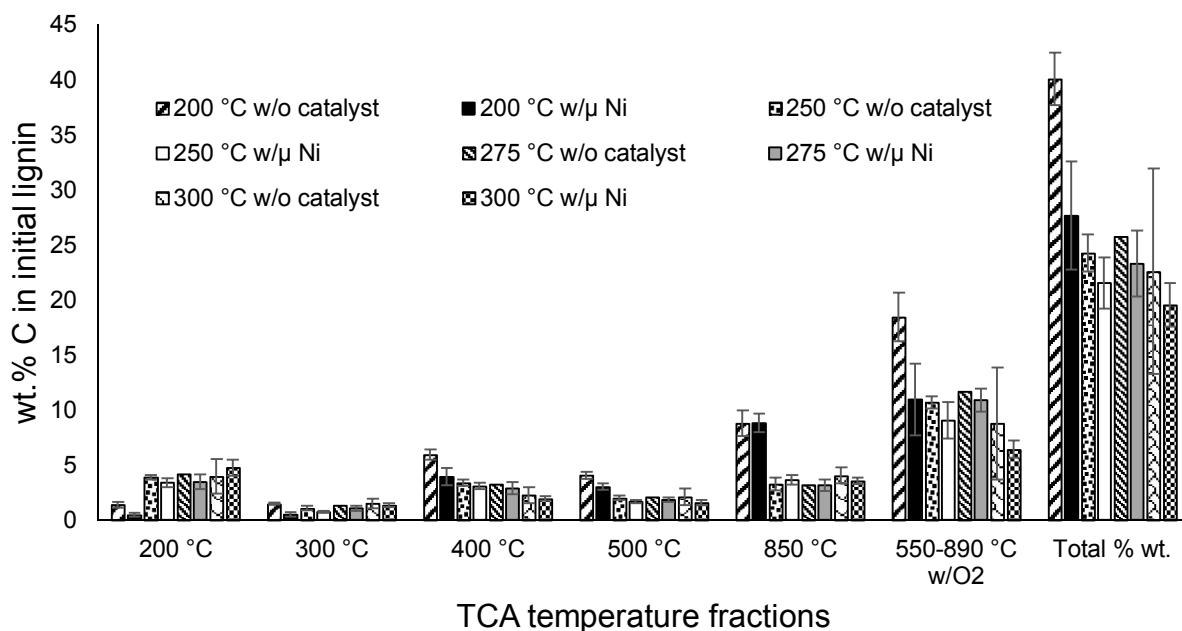 45
40
35
30
25
20
15
10
5
0
wt.% C in initial lignin
200 °C w/o catalyst
200 °C w/µ Ni
250 °C w/o catalyst
250 °C w/µ Ni
275 °C w/o catalyst
275 °C w/µ Ni
300 °C w/o catalyst
300 °C w/µ Ni
200 °C
300 °C
400 °C
500 °C
850 °C
550-890 °C
w/O2
Total % wt.
TCA temperature fractions